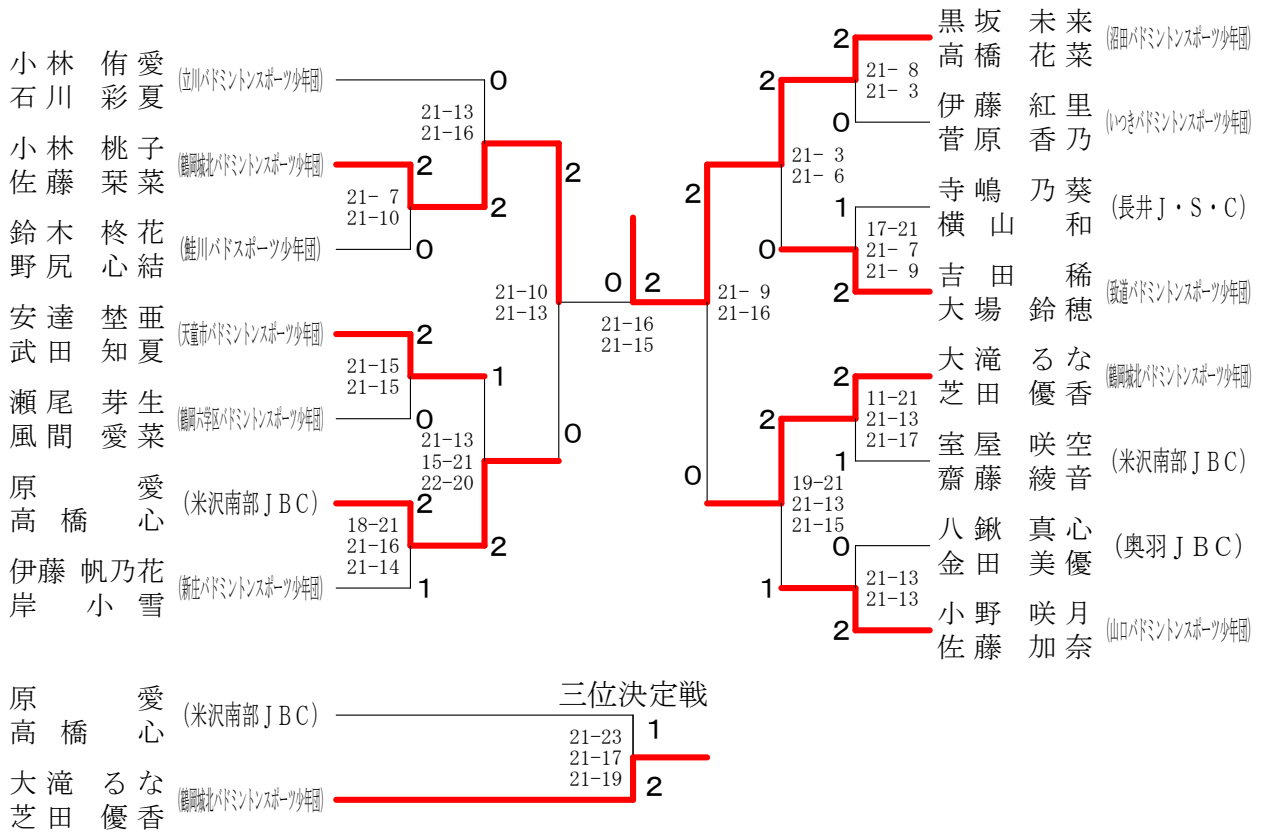 小林 侑愛
石川 彩夏
(立川バドミントンスポーツ少年団)
0
21-13
21-16
小林 桃子
佐藤 栞菜
(鶴岡城北バドミントンスポーツ少年団)
2
21- 7
21-10
2
2
鈴木 柊花
野尻 心結
(鮭川バドスポーツ少年団)
0
21-10
21-13
安達 埜亜
武田 知夏
(天童市バドミントンスポーツ少年団)
2
21-15
21-15
1
瀬尾 芽生
風間 愛菜
(鶴岡六学区バドミントンスポーツ少年団)
0
21-13
15-21
22-20
0
原 愛
高橋 心
(米沢南部JBC)
2
18-21
21-16
21-14
2
伊藤 帆乃花
岸 小雪
(新庄バドミントンスポーツ少年団)
1
0 2
21-16
21-15
黒坂 未来
高橋 花菜
(沼田バドミントンスポーツ少年団)
2
21- 8
21- 3
2
伊藤 紅里
菅原 香乃
(いつきバドミントンスポーツ少年団)
0
21- 3
21- 6
2
寺嶋 乃葵
横山 和
(長井J・S・C)
1
17-21
21- 7
21- 9
0
吉田 稀
大場 鈴穂
(致道バドミントンスポーツ少年団)
2
21- 9
21-16
大滝 るな
芝田 優香
(鶴岡城北バドミントンスポーツ少年団)
2
11-21
21-13
21-17
2
室屋 咲空
齋藤 綾音
(米沢南部JBC)
1
0
19-21
21-13
21-15
八鍬 真心
金田 美優
(奥羽JBC)
0
21-13
21-13
1
小野 咲月
佐藤 加奈
(山口バドミントンスポーツ少年団)
2
三位決定戦
原 愛
高橋 心
(米沢南部JBC)
1
21-23
21-17
21-19
大滝 るな
芝田 優香
(鶴岡城北バドミントンスポーツ少年団)
2